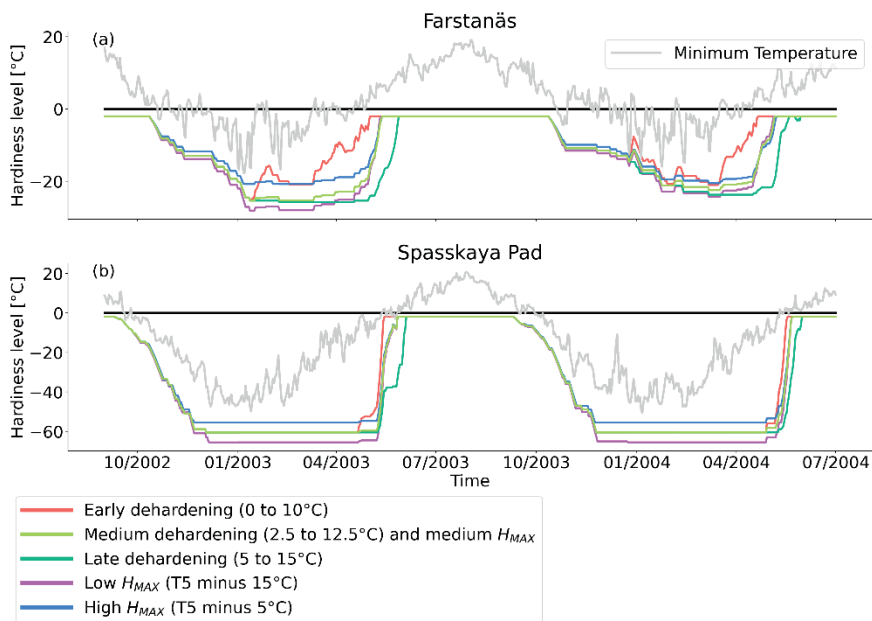 Farstanäs
(a)
Minimum Temperature
20
0
−20
Hardiness level [°C]
Spasskaya Pad
(b)
20
0
−20
−40
−60
Hardiness level [°C]
10/2002 01/2003 04/2003 07/2003 10/2003 01/2004 04/2004 07/2004
Time
Early dehardening (0 to 10°C)
Medium dehardening (2.5 to 12.5°C) and medium H_MAX
Late dehardening (5 to 15°C)
Low H_MAX (T5 minus 15°C)
High H_MAX (T5 minus 5°C)